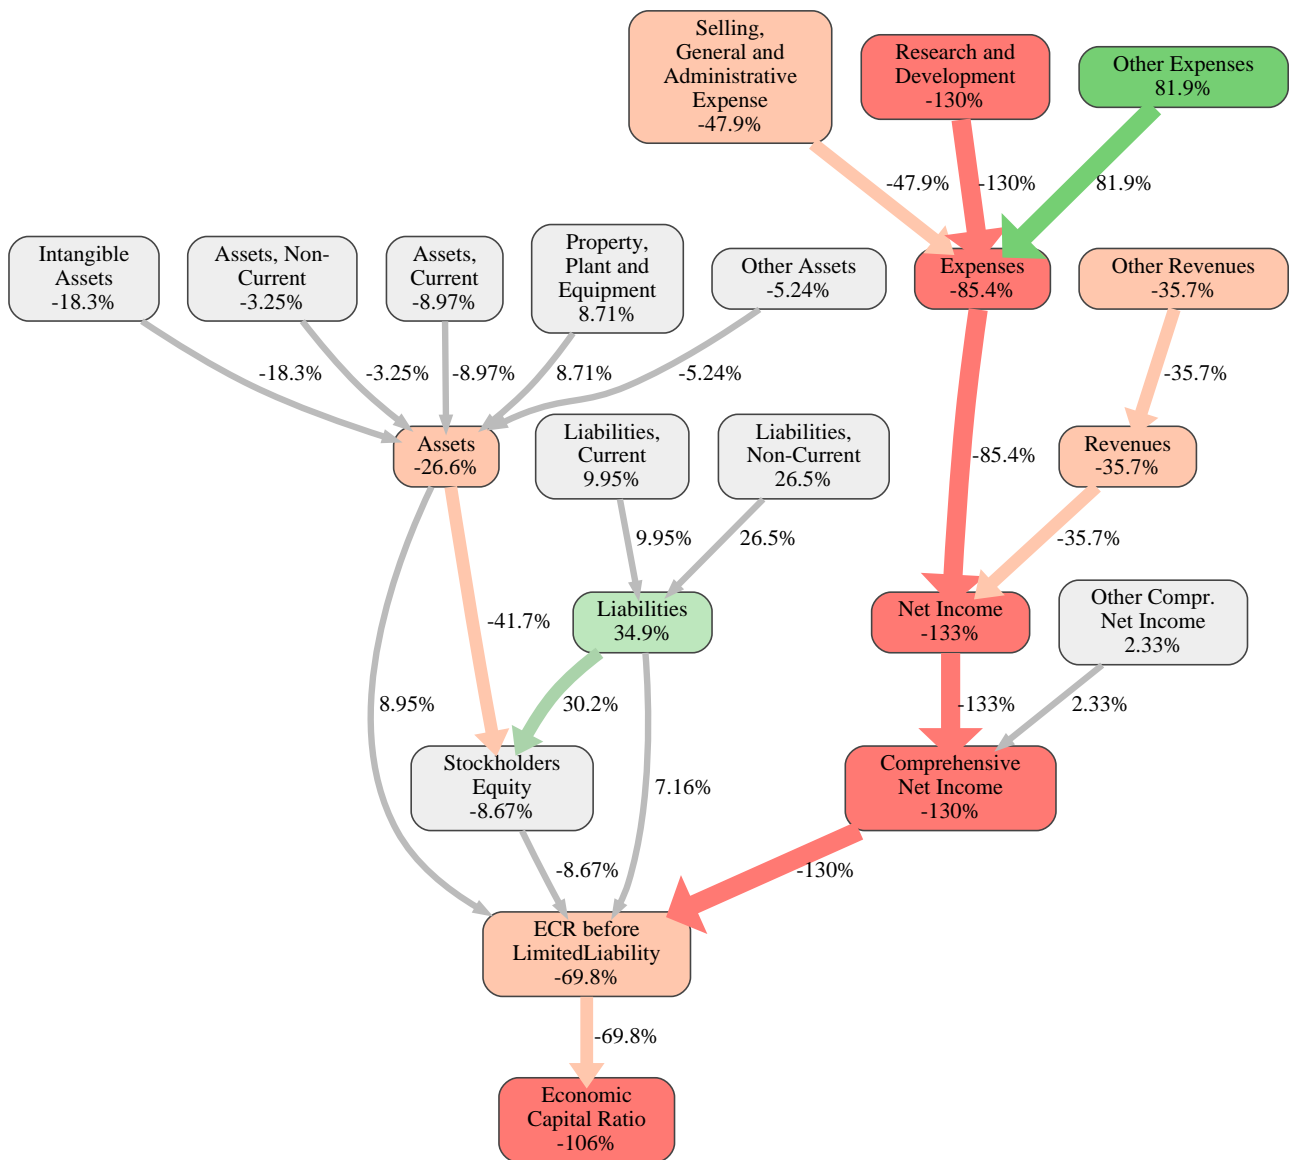 Selling,
General and
Administrative
Expense
-47.9%
Research and
Development
-130%
Other Expenses
81.9%
-47.9%
-130%
81.9%
Intangible
Assets
-18.3%
Assets, Non-
Current
-3.25%
Assets,
Current
-8.97%
Property,
Plant and
Equipment
8.71%
Other Assets
-5.24%
Expenses
-85.4%
Other Revenues
-35.7%
-18.3%
-3.25%
-8.97%
8.71%
-5.24%
-35.7%
Assets
-26.6%
Liabilities,
Current
9.95%
Liabilities,
Non-Current
26.5%
-85.4%
Revenues
-35.7%
9.95%
26.5%
-35.7%
-41.7%
Liabilities
34.9%
Net Income
-133%
Other Compr.
Net Income
2.33%
8.95%
30.2%
-133%
2.33%
Stockholders
Equity
-8.67%
7.16%
Comprehensive
Net Income
-130%
-8.67%
-130%
ECR before
LimitedLiability
-69.8%
-69.8%
Economic
Capital Ratio
-106%